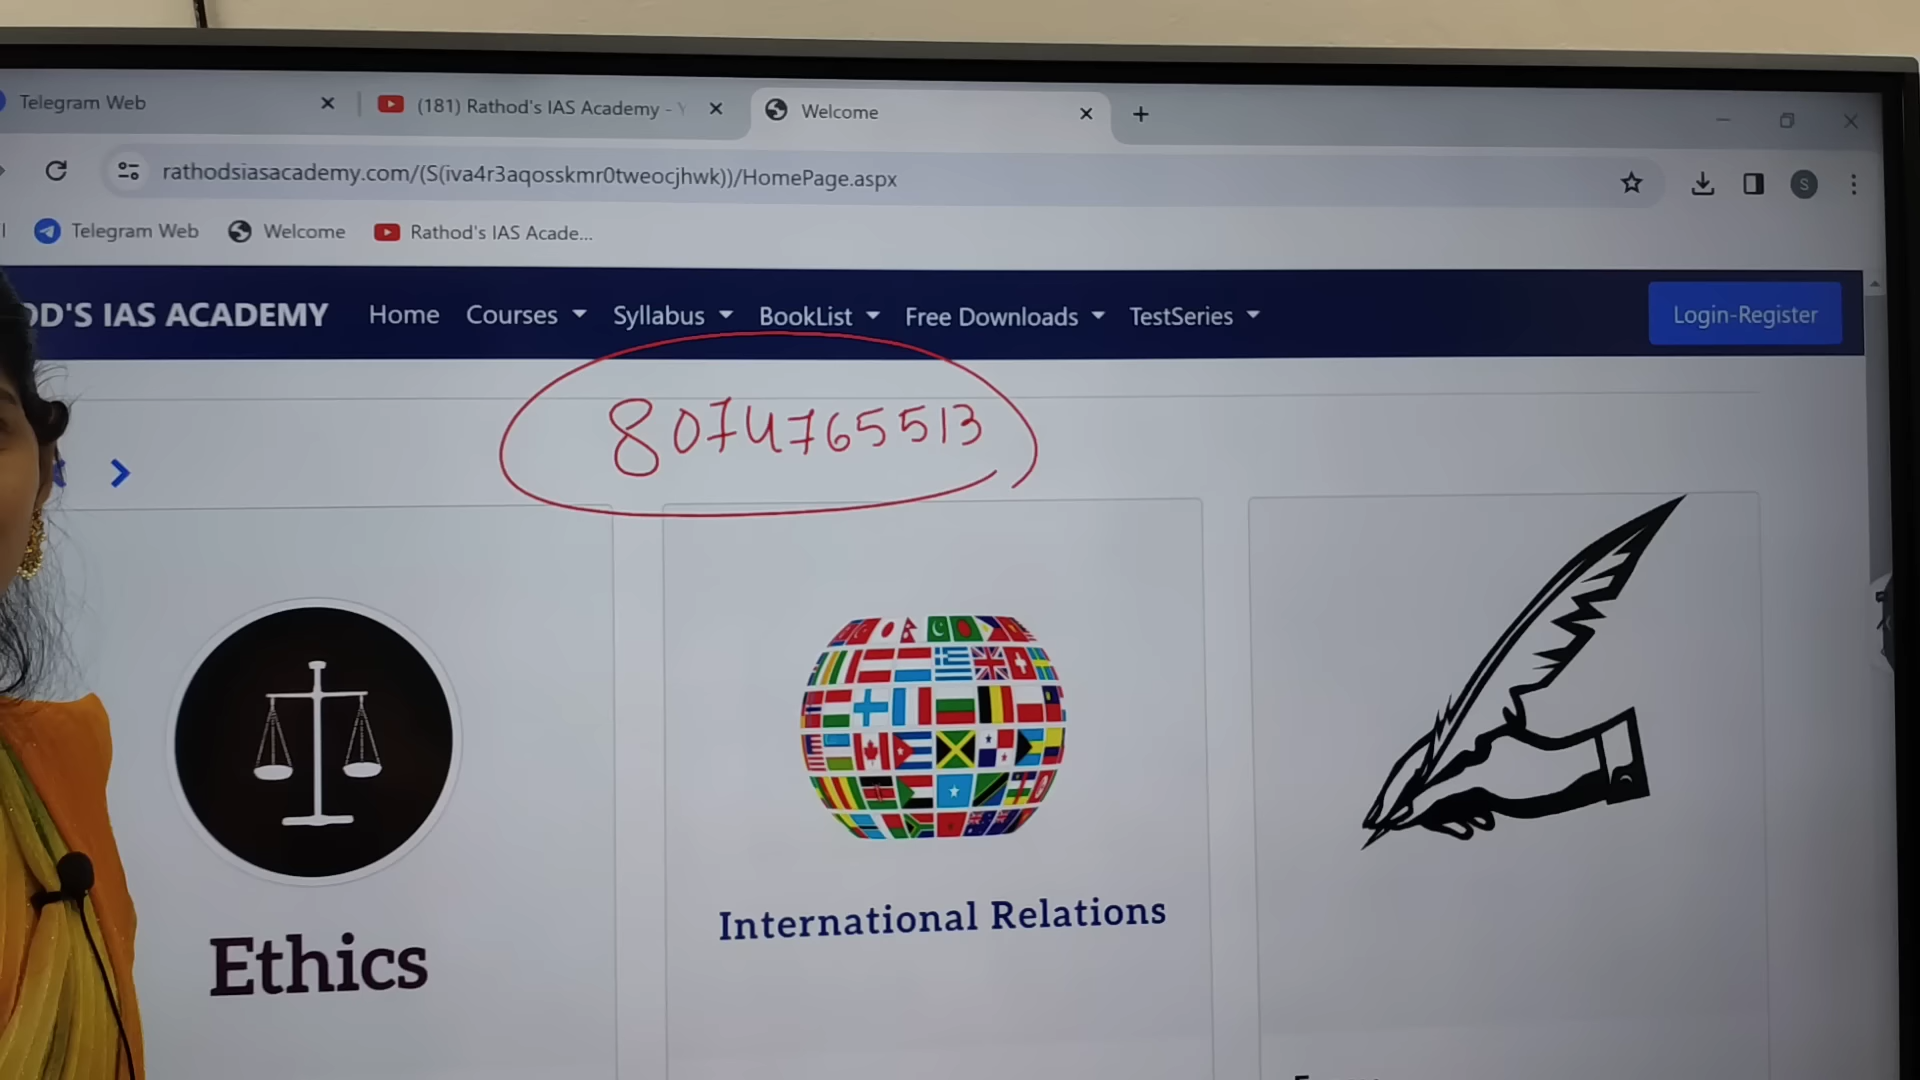 Telegram Web
(181) Rathod's IAS Academy -
Welcome
rathodsiasacademy.com/(S(iva4r3aqosskmr0tweocjhwk))/HomePage.aspx
S
Telegram Web
Welcome
Rathod's IAS Acade...
OD'S IAS ACADEMY
Home
Courses
Syllabus
BookList
Free Downloads
TestSeries
Login-Register
8074765513
Ethics
International Relations